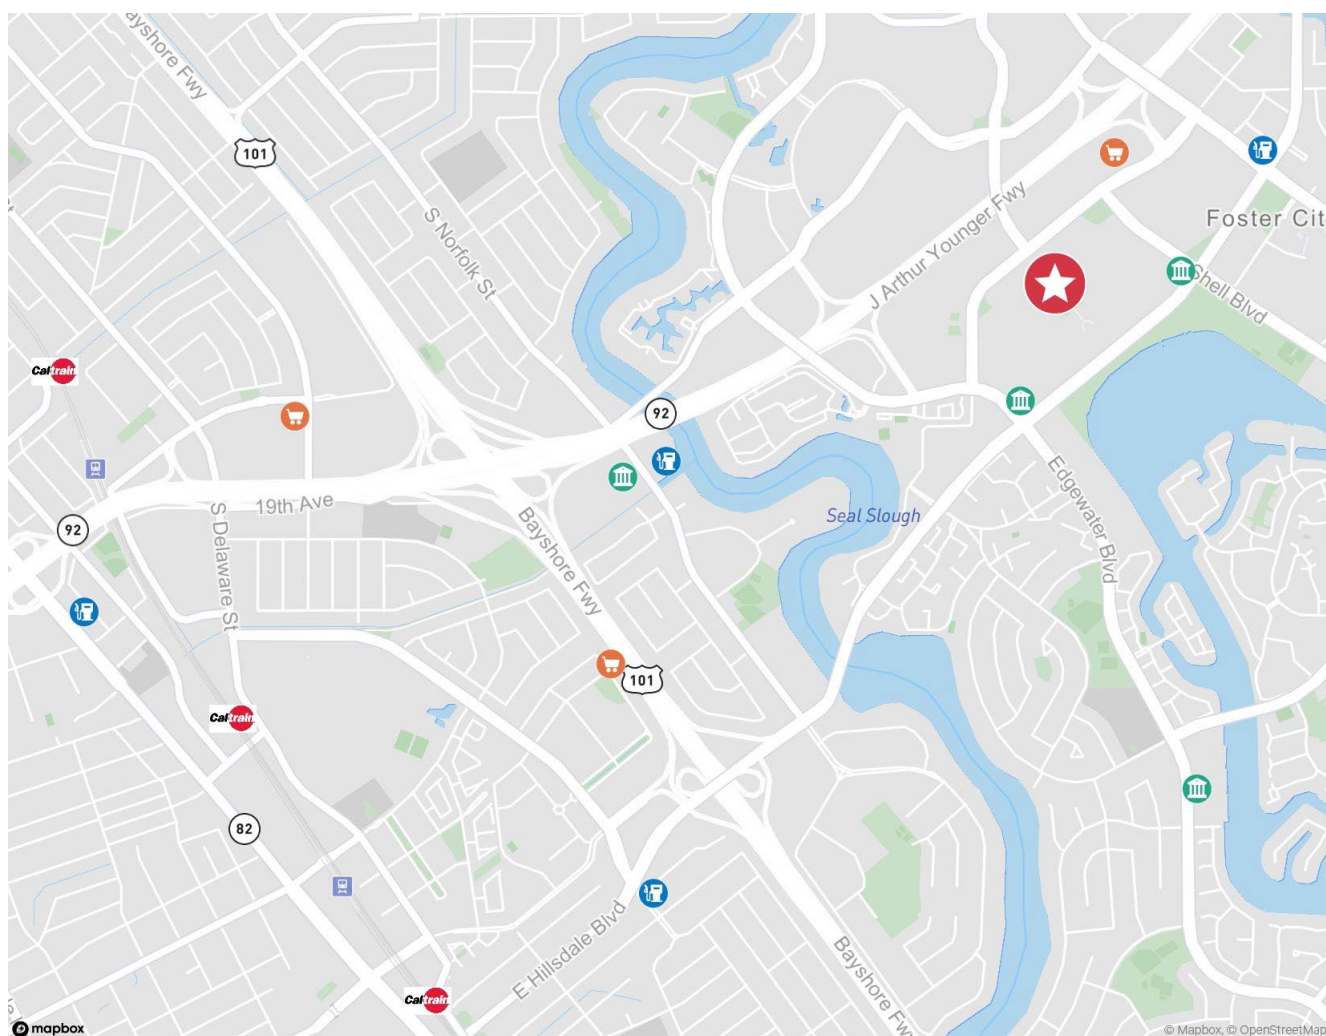 Bayshore Fwy
101
S Norfolk St
J Arthur Younger Fwy
Foster Cit
Shell Blvd
Caltrain
92
19th Ave
S Delaware St
92
Bayshore Fwy
Seal Slough
Edgewater Blvd
101
Caltrain
82
E Hillsdale Blvd
Bayshore Fwy
Caltrain
mapbox
© Mapbox, © OpenStreetMap